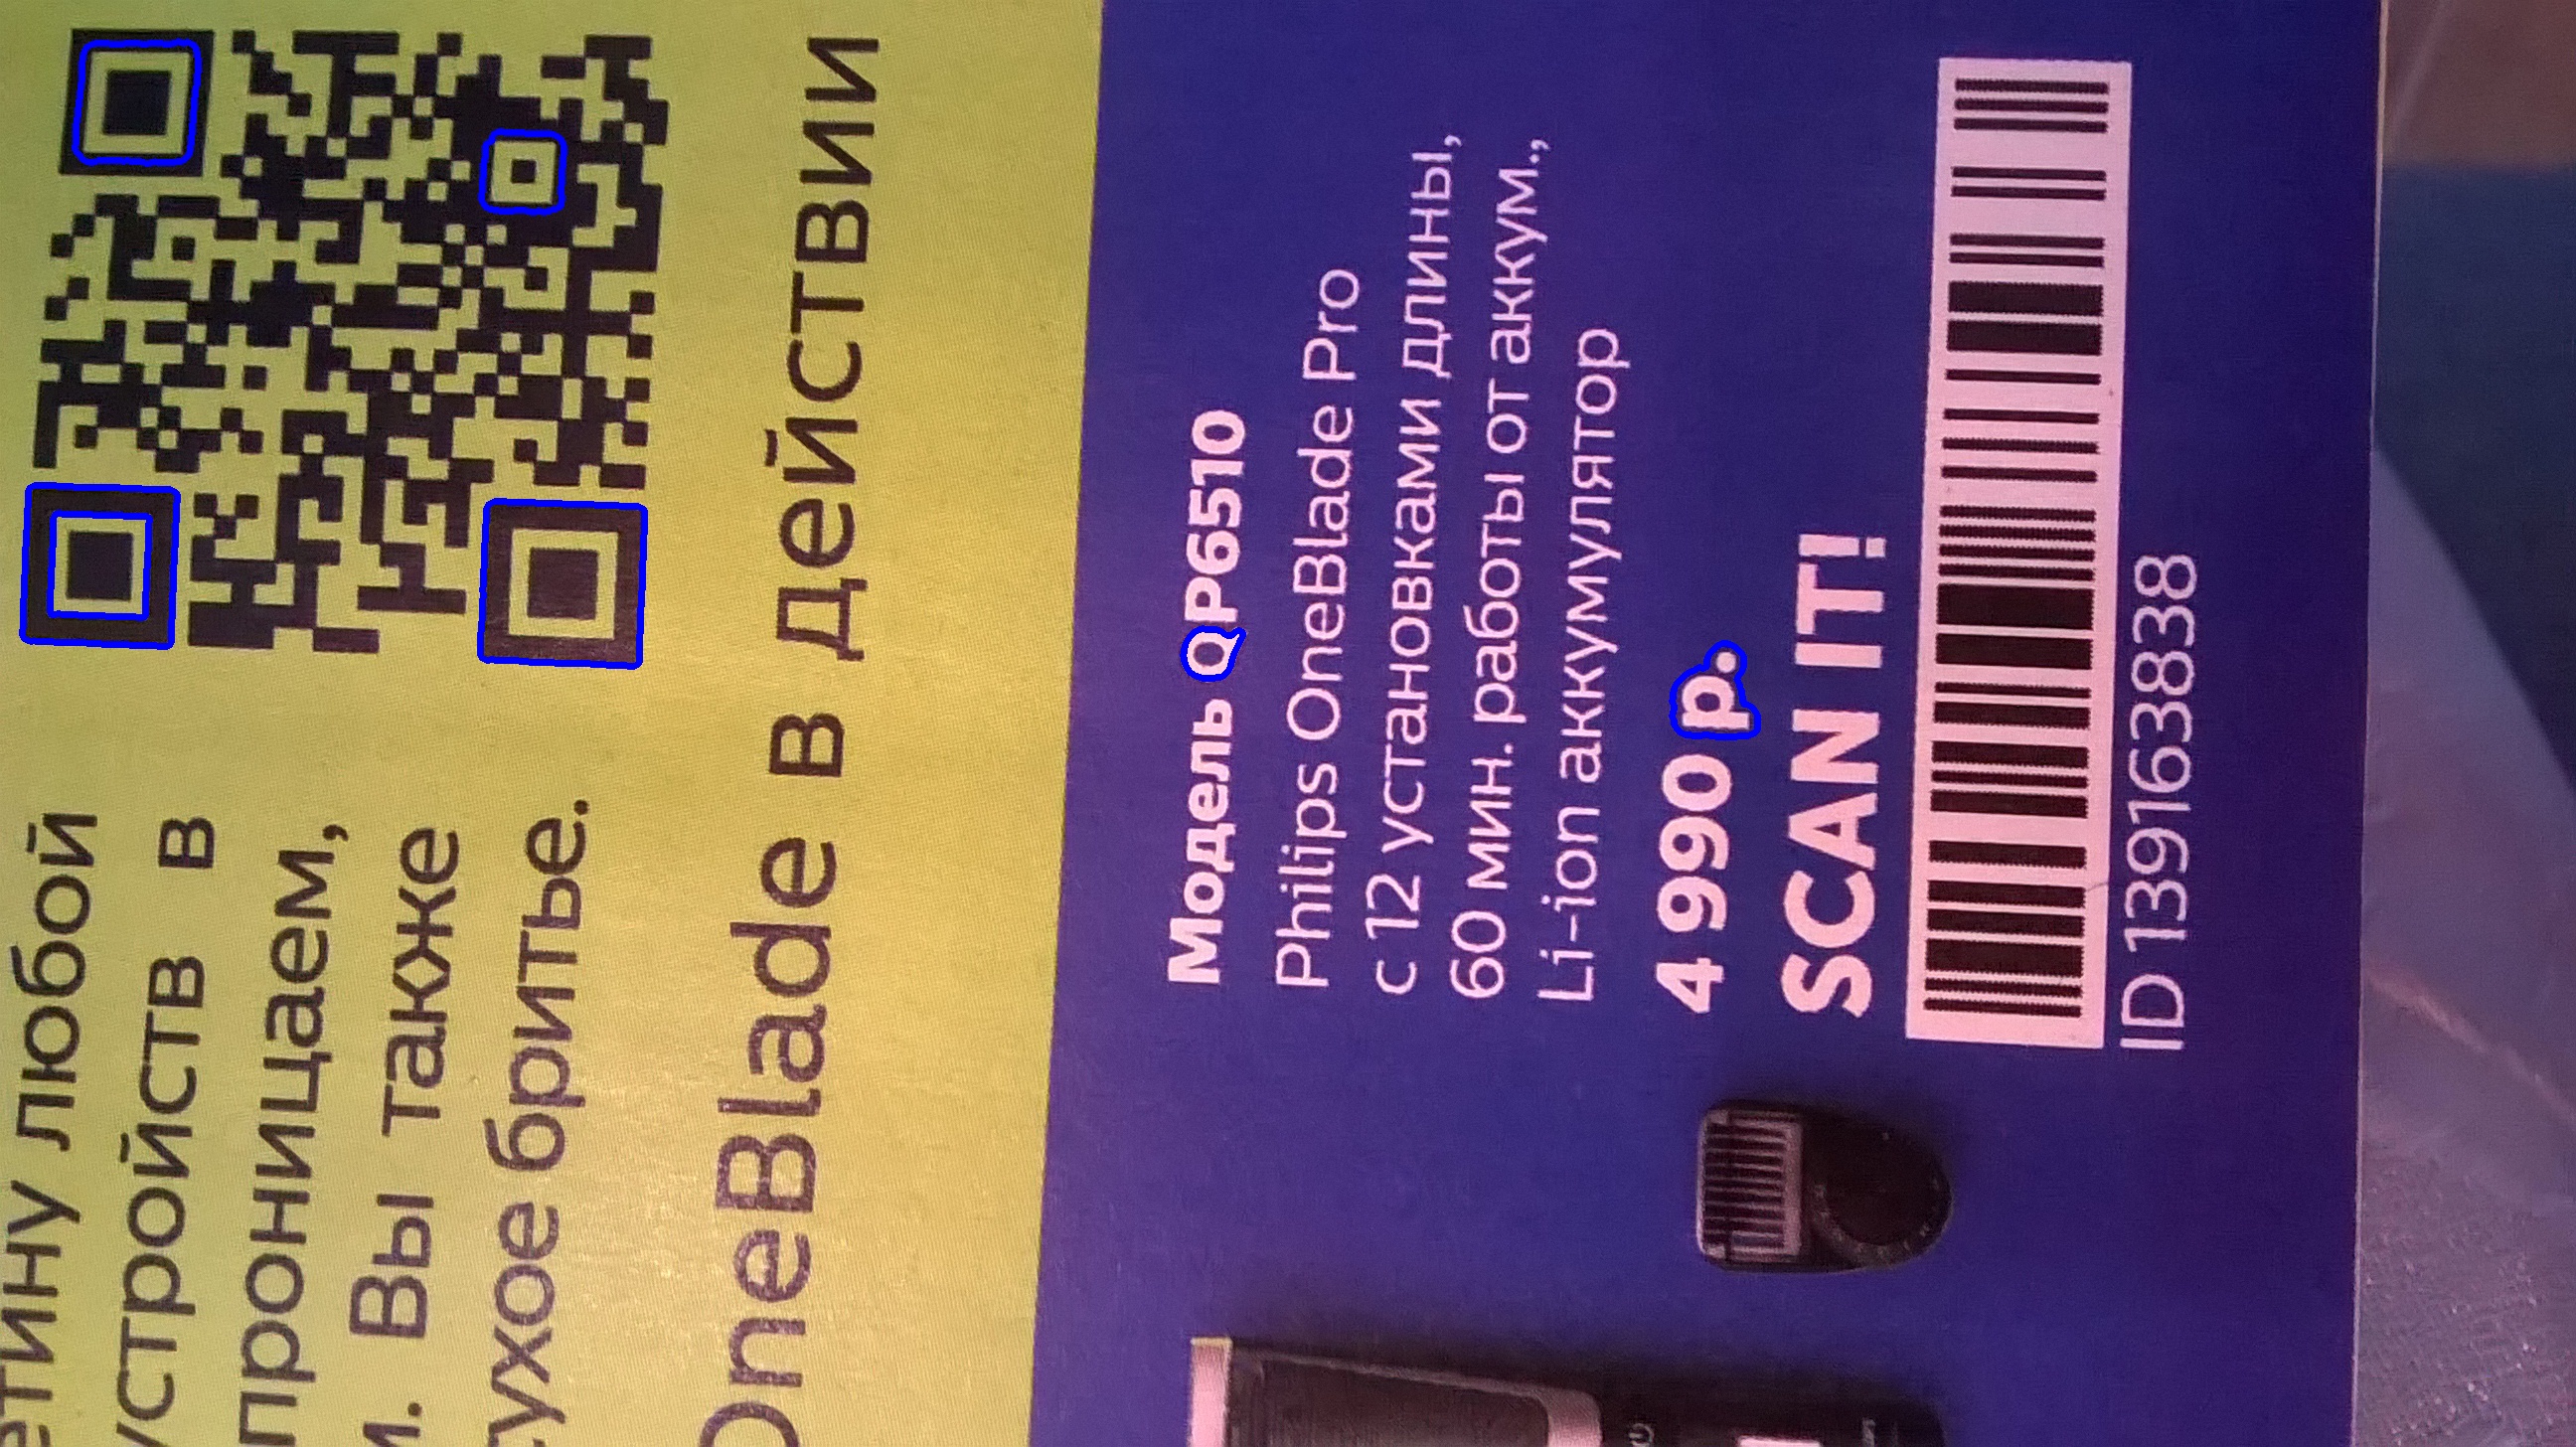 етину любой
устройств в
проницаем,
и. Вы также
сухое бритье.
OneBlade в действии
Модель QP6510
Philips OneBlade Pro
с 12 установками длины,
60 мин. работы от аккум.,
Li-ion аккумулятор
4 990 р.
SCAN IT!
ID 139163838